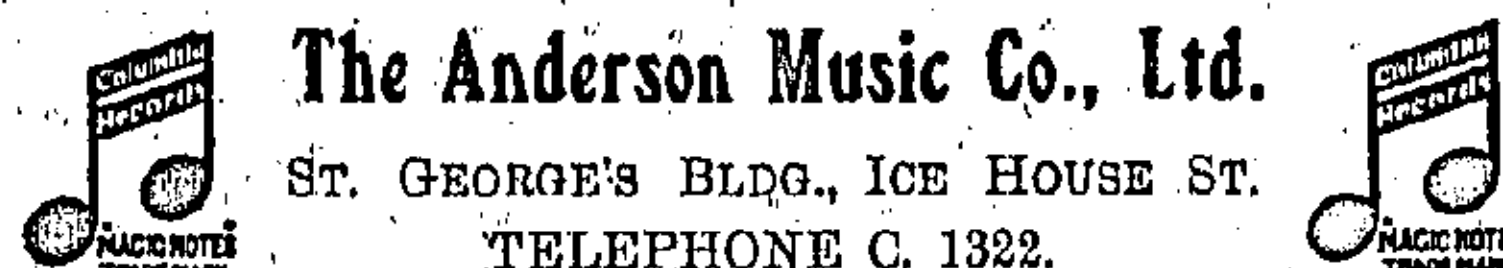 Columbia
Records
MAGIC NOTES
The Anderson Music Co., Ltd.
ST. GEORGE'S BLDG., ICE HOUSE ST.
TELEPHONE C. 1322.
Columbia
Records
MAGIC NOT